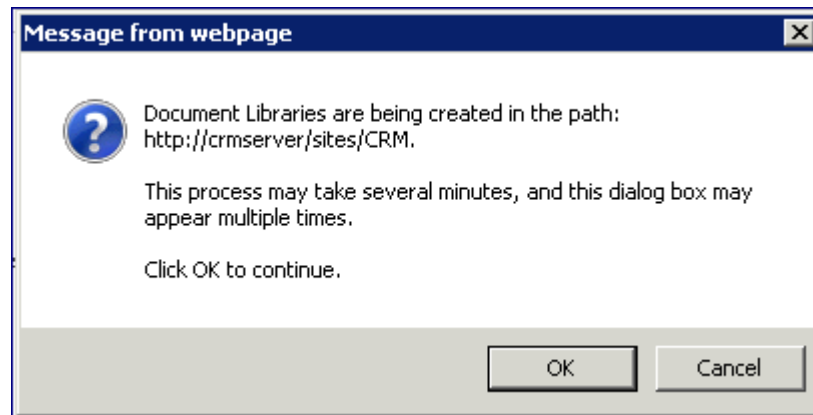 Message from webpage
Document Libraries are being created in the path:
http://crmserver/sites/CRM.
This process may take several minutes, and this dialog box may
appear multiple times.
Click OK to continue.
OK
Cancel